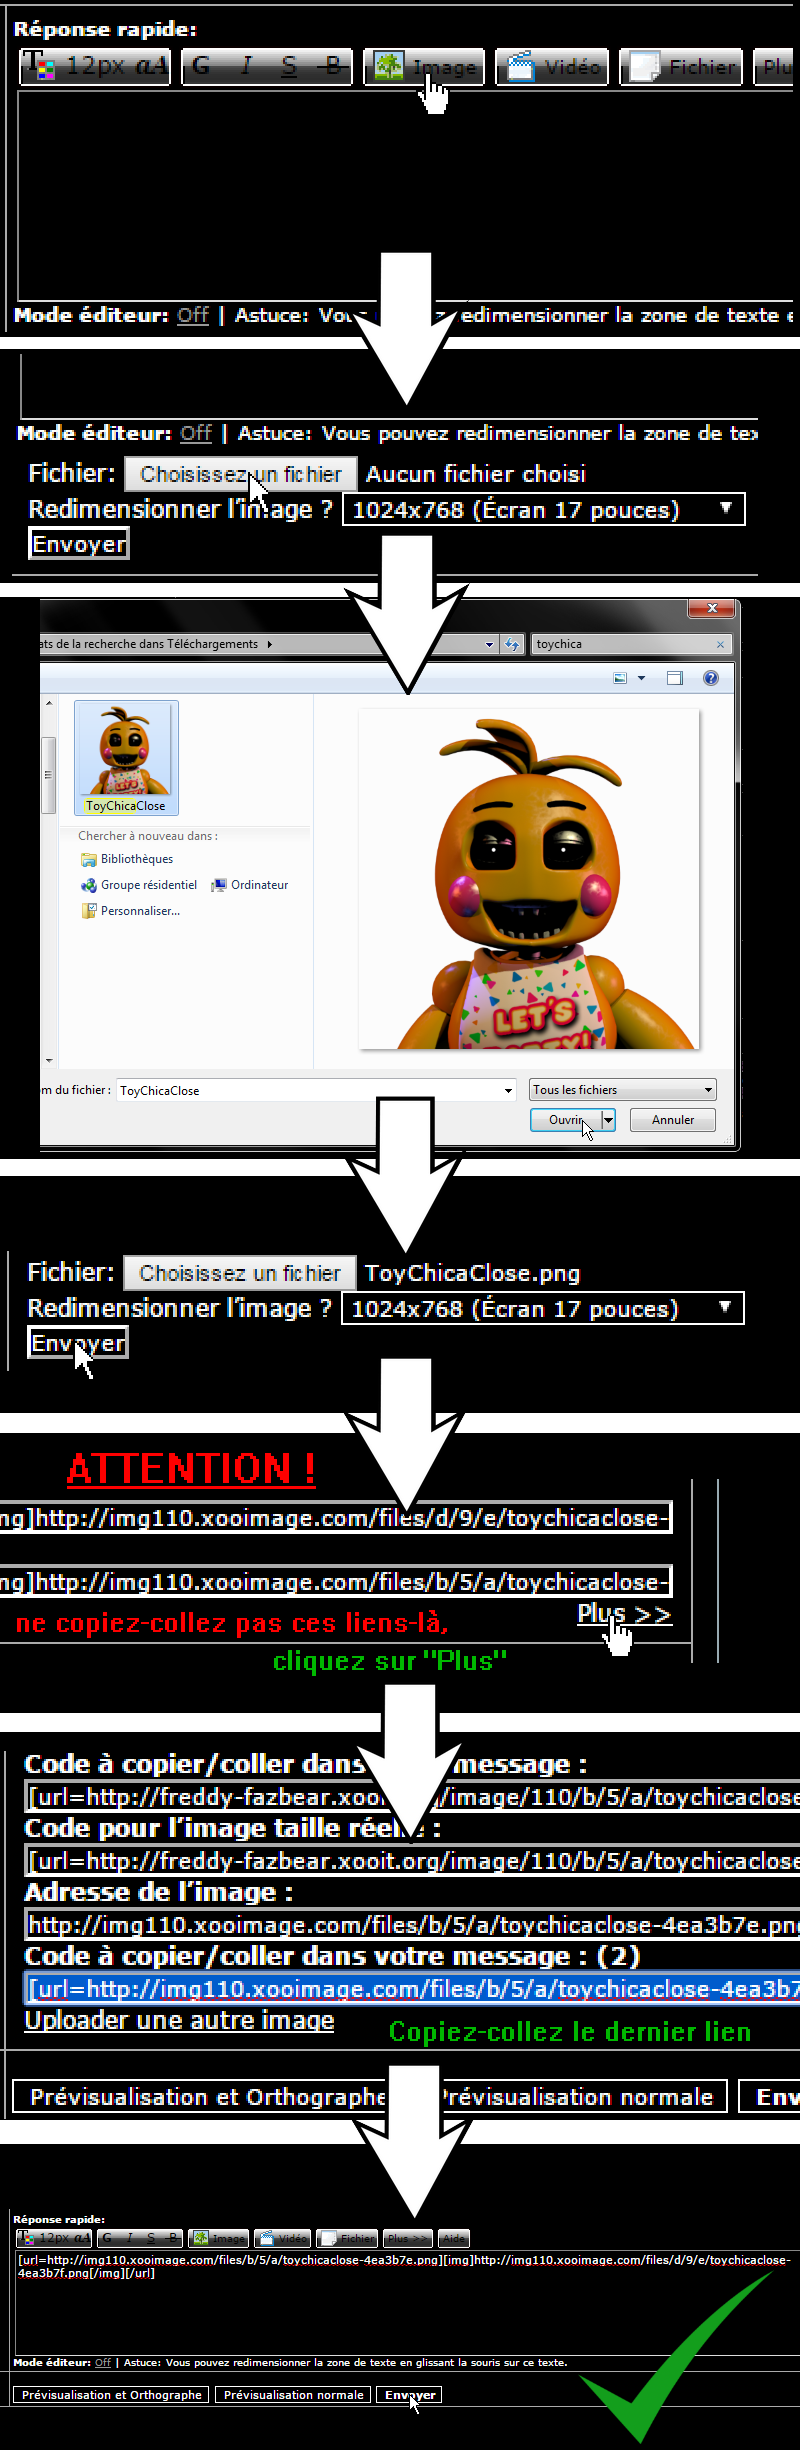 Réponse rapide:
12px aA G I S B Image Vidéo Fichier Plu
Mode éditeur: Off | Astuce: Vous redimensionner la zone de texte e
Mode éditeur: Off | Astuce: Vous pouvez redimensionner la zone de tex
Fichier: Choisissez un fichier Aucun fichier choisi
Redimensionner l'image ? 1024x768 (Écran 17 pouces)
Envoyer
ats de la recherche dans Téléchargements toychica
ToyChicaClose
Chercher à nouveau dans :
Bibliothèques
Groupe résidentiel Ordinateur
Personnaliser...
LET'S
PARTY!
m du fichier : ToyChicaClose Tous les fichiers
Ouvrir Annuler
Fichier: Choisissez un fichier ToyChicaClose.png
Redimensionner l'image ? 1024x768 (Écran 17 pouces)
Envoyer
ATTENTION !
ng]http://img110.xooimage.com/files/d/9/e/toychicaclose-
ng]http://img110.xooimage.com/files/b/5/a/toychicaclose-
Plus >>
ne copiez-collez pas ces liens-là,
cliquez sur "Plus"
Code à copier/coller dans message :
[url=http://freddy-fazbear.xooit.org/image/110/b/5/a/toychicaclose
Code pour l'image taille réelle :
[url=http://freddy-fazbear.xooit.org/image/110/b/5/a/toychicaclose
Adresse de l'image :
http://img110.xooimage.com/files/b/5/a/toychicaclose-4ea3b7e.png
Code à copier/coller dans votre message : (2)
[url=http://img110.xooimage.com/files/b/5/a/toychicaclose-4ea3b7
Uploader une autre image
Copiez-collez le dernier lien
Prévisualisation et Orthographe Prévisualisation normale Env
Réponse rapide:
12px aA G I S B Image Vidéo Fichier Plus >> Aide
[url=http://img110.xooimage.com/files/b/5/a/toychicaclose-4ea3b7e.png][img]http://img110.xooimage.com/files/d/9/e/toychicaclose-
4ea3b7f.png[/img][/url]
Mode éditeur: Off | Astuce: Vous pouvez redimensionner la zone de texte en glissant la souris sur ce texte.
Prévisualisation et Orthographe Prévisualisation normale Envoyer